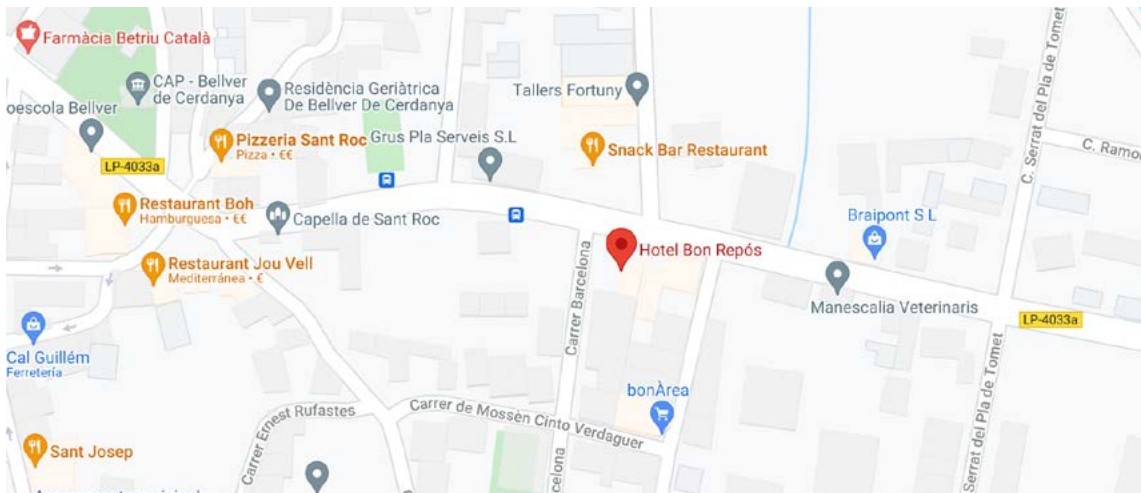 Farmàcia Betriu Català
CAP - Bellver
de Cerdanya
Residència Geriàtrica
De Bellver De Cerdanya
Tallers Fortuny
oescola Bellver
Pizzeria Sant Roc
Pizza • €€
Grus Pla Serveis S.L
Snack Bar Restaurant
C. Serrat del Pla de Tomet
C. Ramo
LP-4033a
Restaurant Boh
Hamburguesa • €€
Capella de Sant Roc
Braipont S L
Hotel Bon Repós
Restaurant Jou Vell
Mediterránea • €
Carrer Barcelona
Manescalia Veterinaris
LP-4033a
Cal Guillém
Ferretería
Serrat del Pla de Tomet
bonÀrea
Carrer Ernest Rufastes
Carrer de Mossèn Cinto Verdaguer
Sant Josep
celona